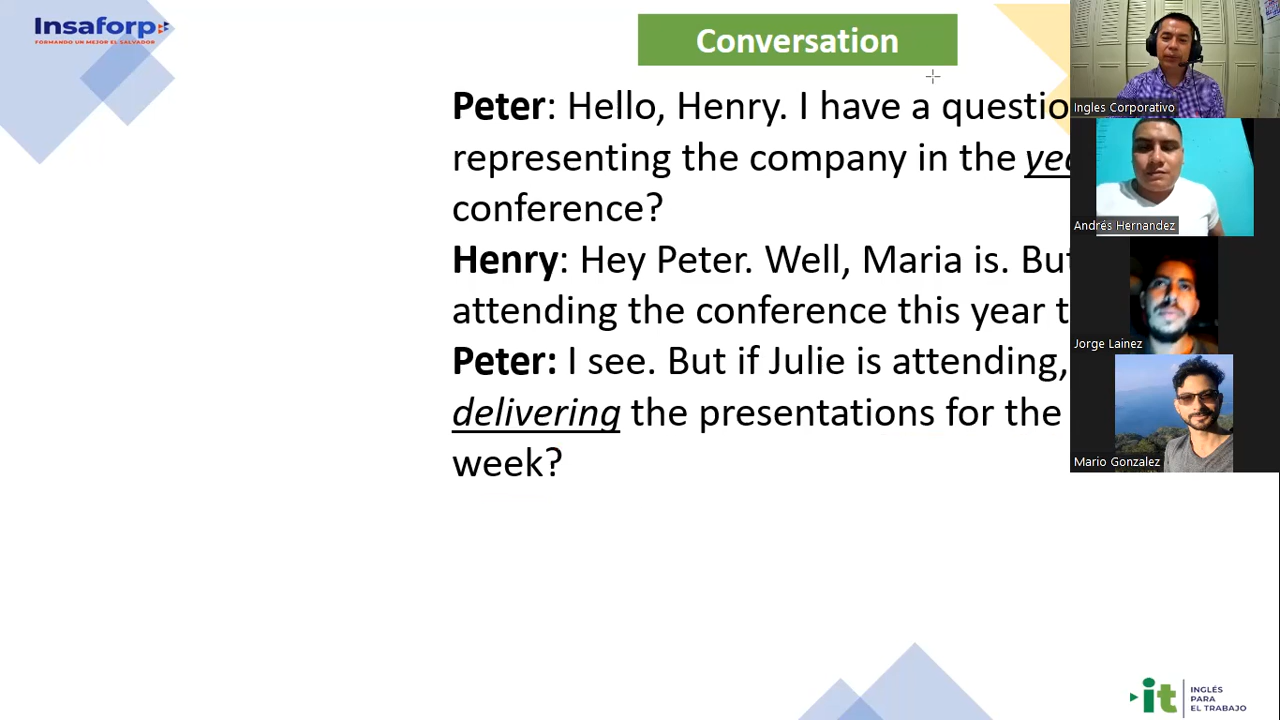 Insaforp
FORMANDO UN MEJOR EL SALVADOR
Conversation
Peter: Hello, Henry. I have a questio
representing the company in the
conference?
Henry: Hey Peter. Well, Maria is. But
attending the conference this year t
Peter: I see. But if Julie is attending,
delivering the presentations for the
week?
Ingles Corporativo
Andrés Hernandez
Jorge Lainez
Mario Gonzalez
it
INGLÉS
PARA
EL TRABAJO